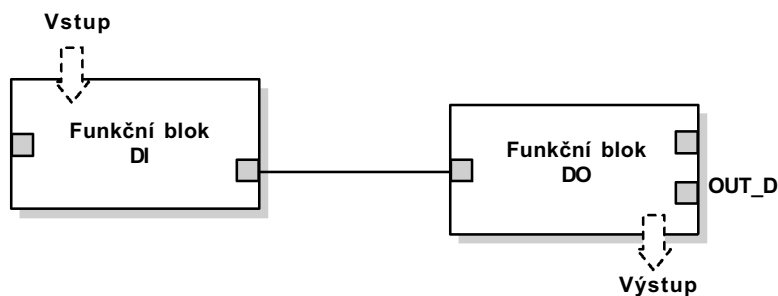 Vstup
Funkční blok
DI
Funkční blok
DO
OUT_D
Výstup